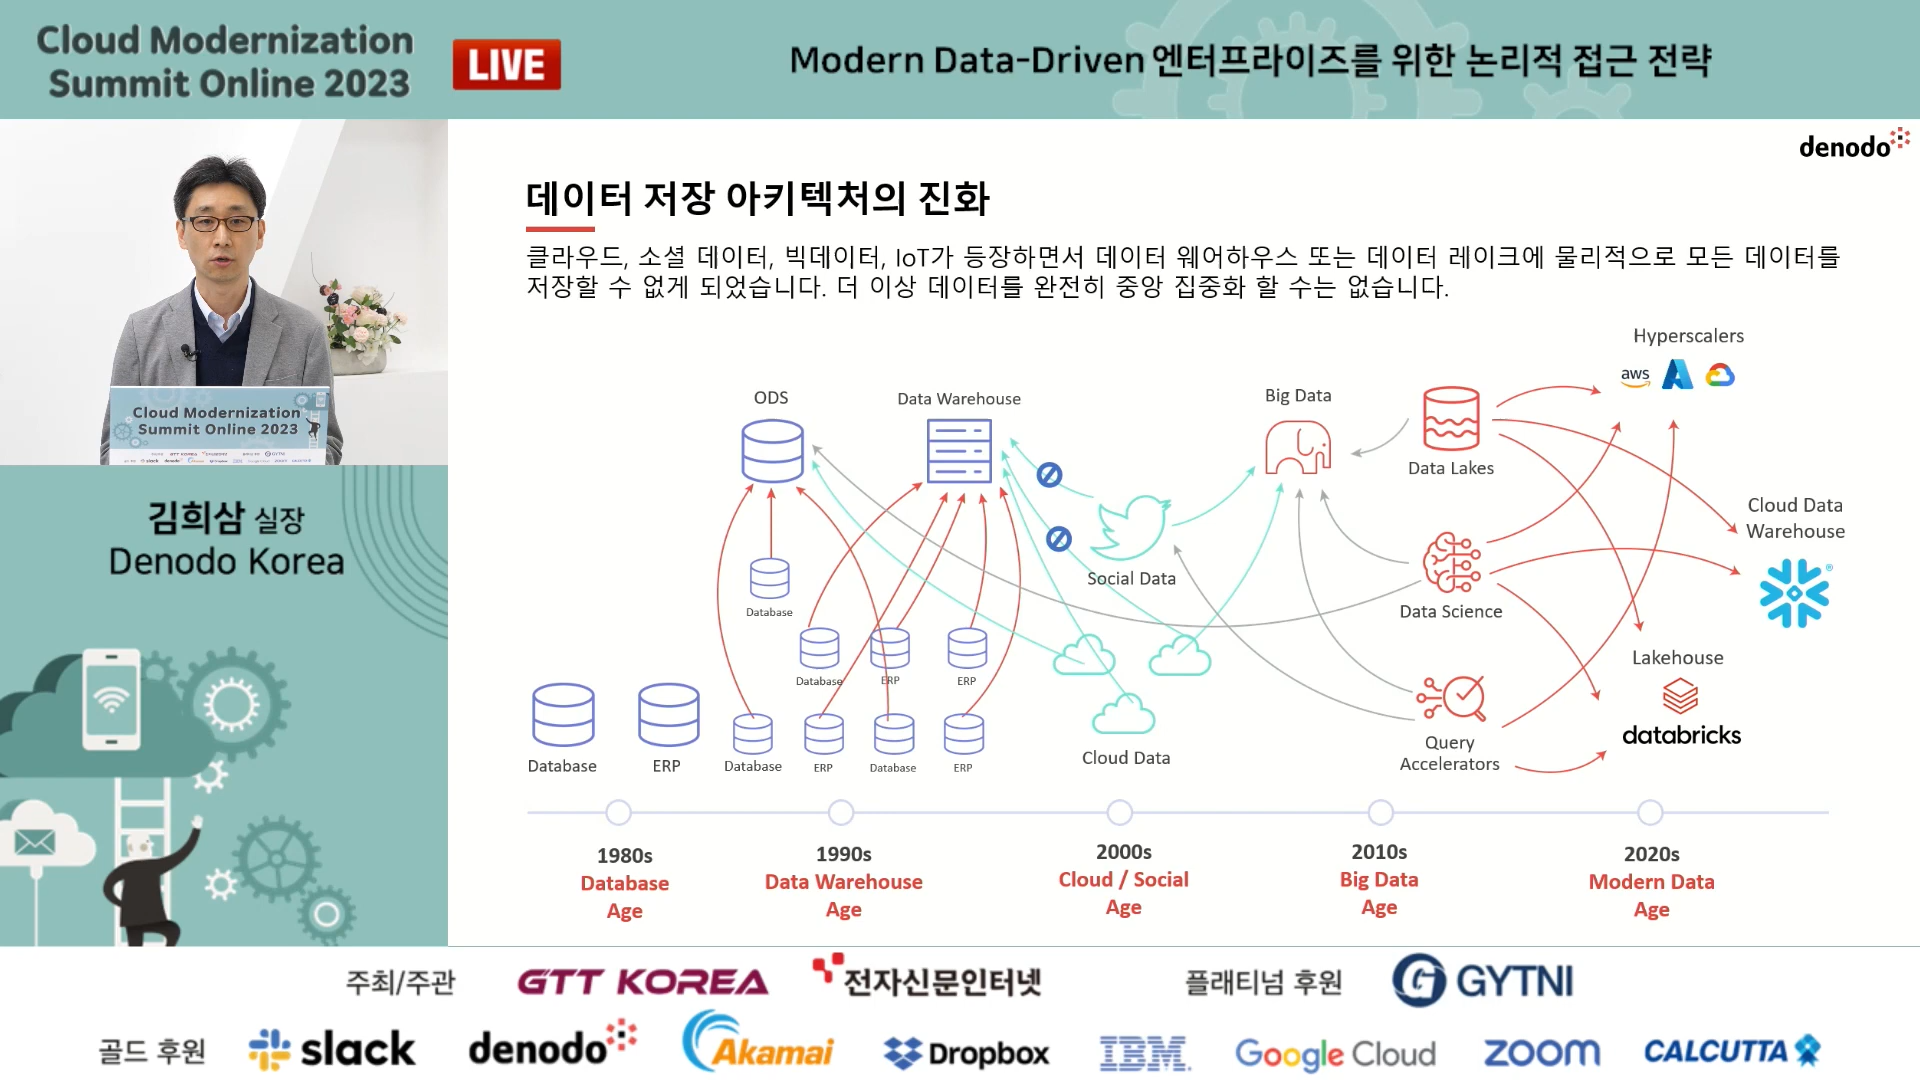 Cloud Modernization
Summit Online 2023
LIVE
Modern Data-Driven 엔터프라이즈를 위한 논리적 접근 전략
denodo
데이터 저장 아키텍처의 진화
클라우드, 소셜 데이터, 빅데이터, IoT가 등장하면서 데이터 웨어하우스 또는 데이터 레이크에 물리적으로 모든 데이터를
저장할 수 없게 되었습니다. 더 이상 데이터를 완전히 중앙 집중화 할 수는 없습니다.
Cloud Modernization
Summit Online 2023
김희삼 실장
Denodo Korea
ODS
Data Warehouse
Big Data
Hyperscalers
aws
Data Lakes
Cloud Data
Warehouse
Social Data
Data Science
Database
Database
ERP
ERP
Lakehouse
databricks
Database
ERP
Database
ERP
Database
ERP
Cloud Data
Query
Accelerators
1980s
Database
Age
1990s
Data Warehouse
Age
2000s
Cloud / Social
Age
2010s
Big Data
Age
2020s
Modern Data
Age
주최/주관
GTT KOREA
전자신문인터넷
플래티넘 후원
GYTNI
골드 후원
slack
denodo
Akamai
Dropbox
IBM
Google Cloud
zoom
CALCUTTA